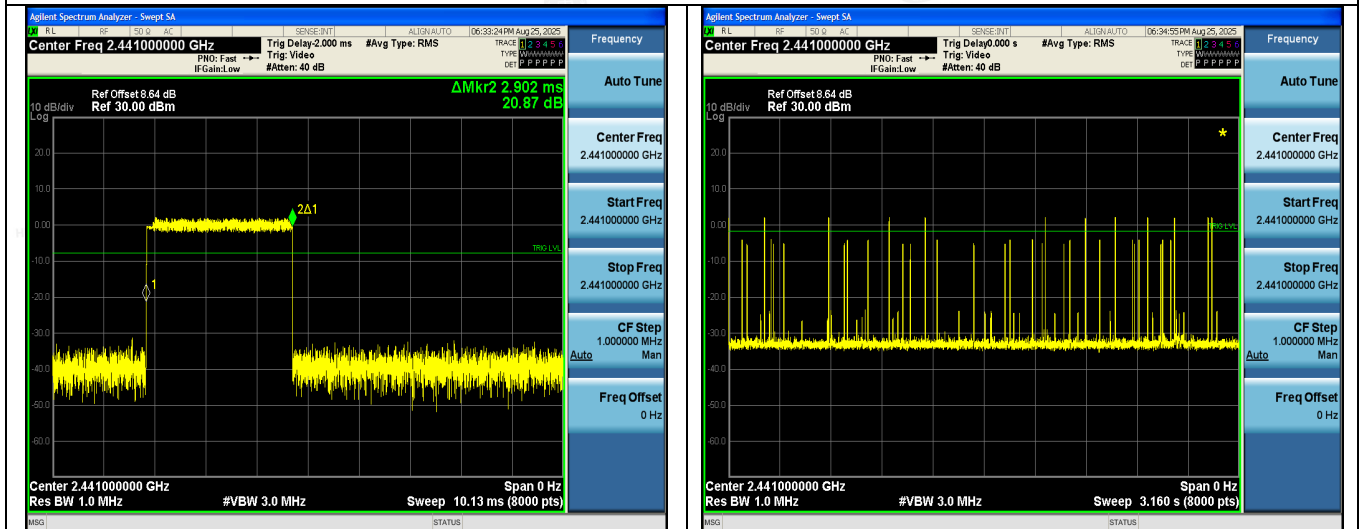 Agilent Spectrum Analyzer - Swept SA
LXI RL RF 50 Ω AC SENSE:INT ALIGN AUTO 06:33:24 PM Aug 25, 2025
Center Freq 2.441000000 GHz
Trig Delay-2.000 ms #Avg Type: RMS
TRACE 1 2 3 4 5 6
PNO: Fast Trig: Video
TYPE
IFGain:Low #Atten: 40 dB
DET P P P P P P
Frequency
Auto Tune
ΔMkr2 2.902 ms
20.87 dB
Ref Offset 8.64 dB
10 dB/div Ref 30.00 dBm
Log
20.0
10.0
0.00
-10.0
-20.0
-30.0
-40.0
-50.0
-60.0
2Δ1
1
TRIG LVL
Center Freq
2.441000000 GHz
Start Freq
2.441000000 GHz
Stop Freq
2.441000000 GHz
CF Step
1.000000 MHz
Auto Man
Freq Offset
0 Hz
Center 2.441000000 GHz Span 0 Hz
Res BW 1.0 MHz #VBW 3.0 MHz Sweep 10.13 ms (8000 pts)
MSG STATUS
Agilent Spectrum Analyzer - Swept SA
LXI RL RF 50 Ω AC SENSE:INT ALIGN AUTO 06:34:55 PM Aug 25, 2025
Center Freq 2.441000000 GHz
Trig Delay0.000 s #Avg Type: RMS
TRACE 1 2 3 4 5 6
PNO: Fast Trig: Video
TYPE
IFGain:Low #Atten: 40 dB
DET P P P P P P
Frequency
Auto Tune
Ref Offset 8.64 dB
10 dB/div Ref 30.00 dBm
Log
*
20.0
10.0
0.00
-10.0
-20.0
-30.0
-40.0
-50.0
-60.0
TRIG LVL
Center Freq
2.441000000 GHz
Start Freq
2.441000000 GHz
Stop Freq
2.441000000 GHz
CF Step
1.000000 MHz
Auto Man
Freq Offset
0 Hz
Center 2.441000000 GHz Span 0 Hz
Res BW 1.0 MHz #VBW 3.0 MHz Sweep 3.160 s (8000 pts)
MSG STATUS